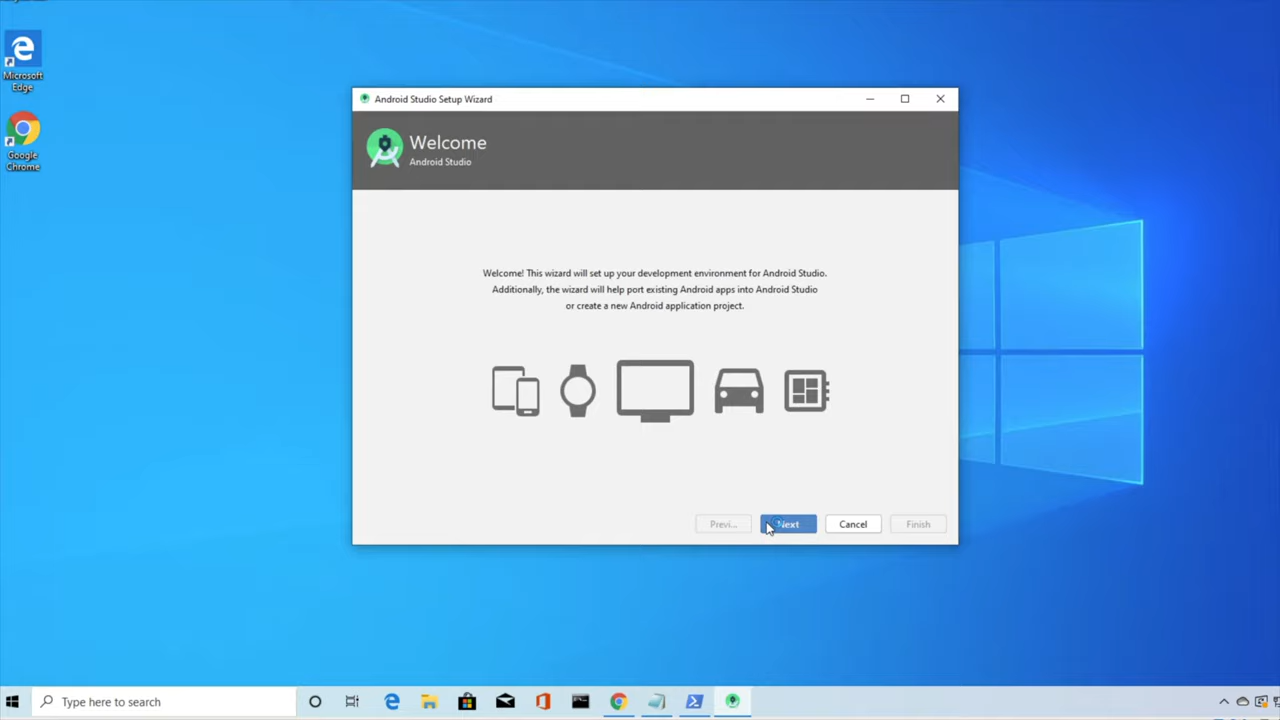 Microsoft
Edge
Google
Chrome
Android Studio Setup Wizard
Welcome
Android Studio
Welcome! This wizard will set up your development environment for Android Studio.
Additionally, the wizard will help port existing Android apps into Android Studio
or create a new Android application project.
Previ...
Next
Cancel
Finish
Type here to search